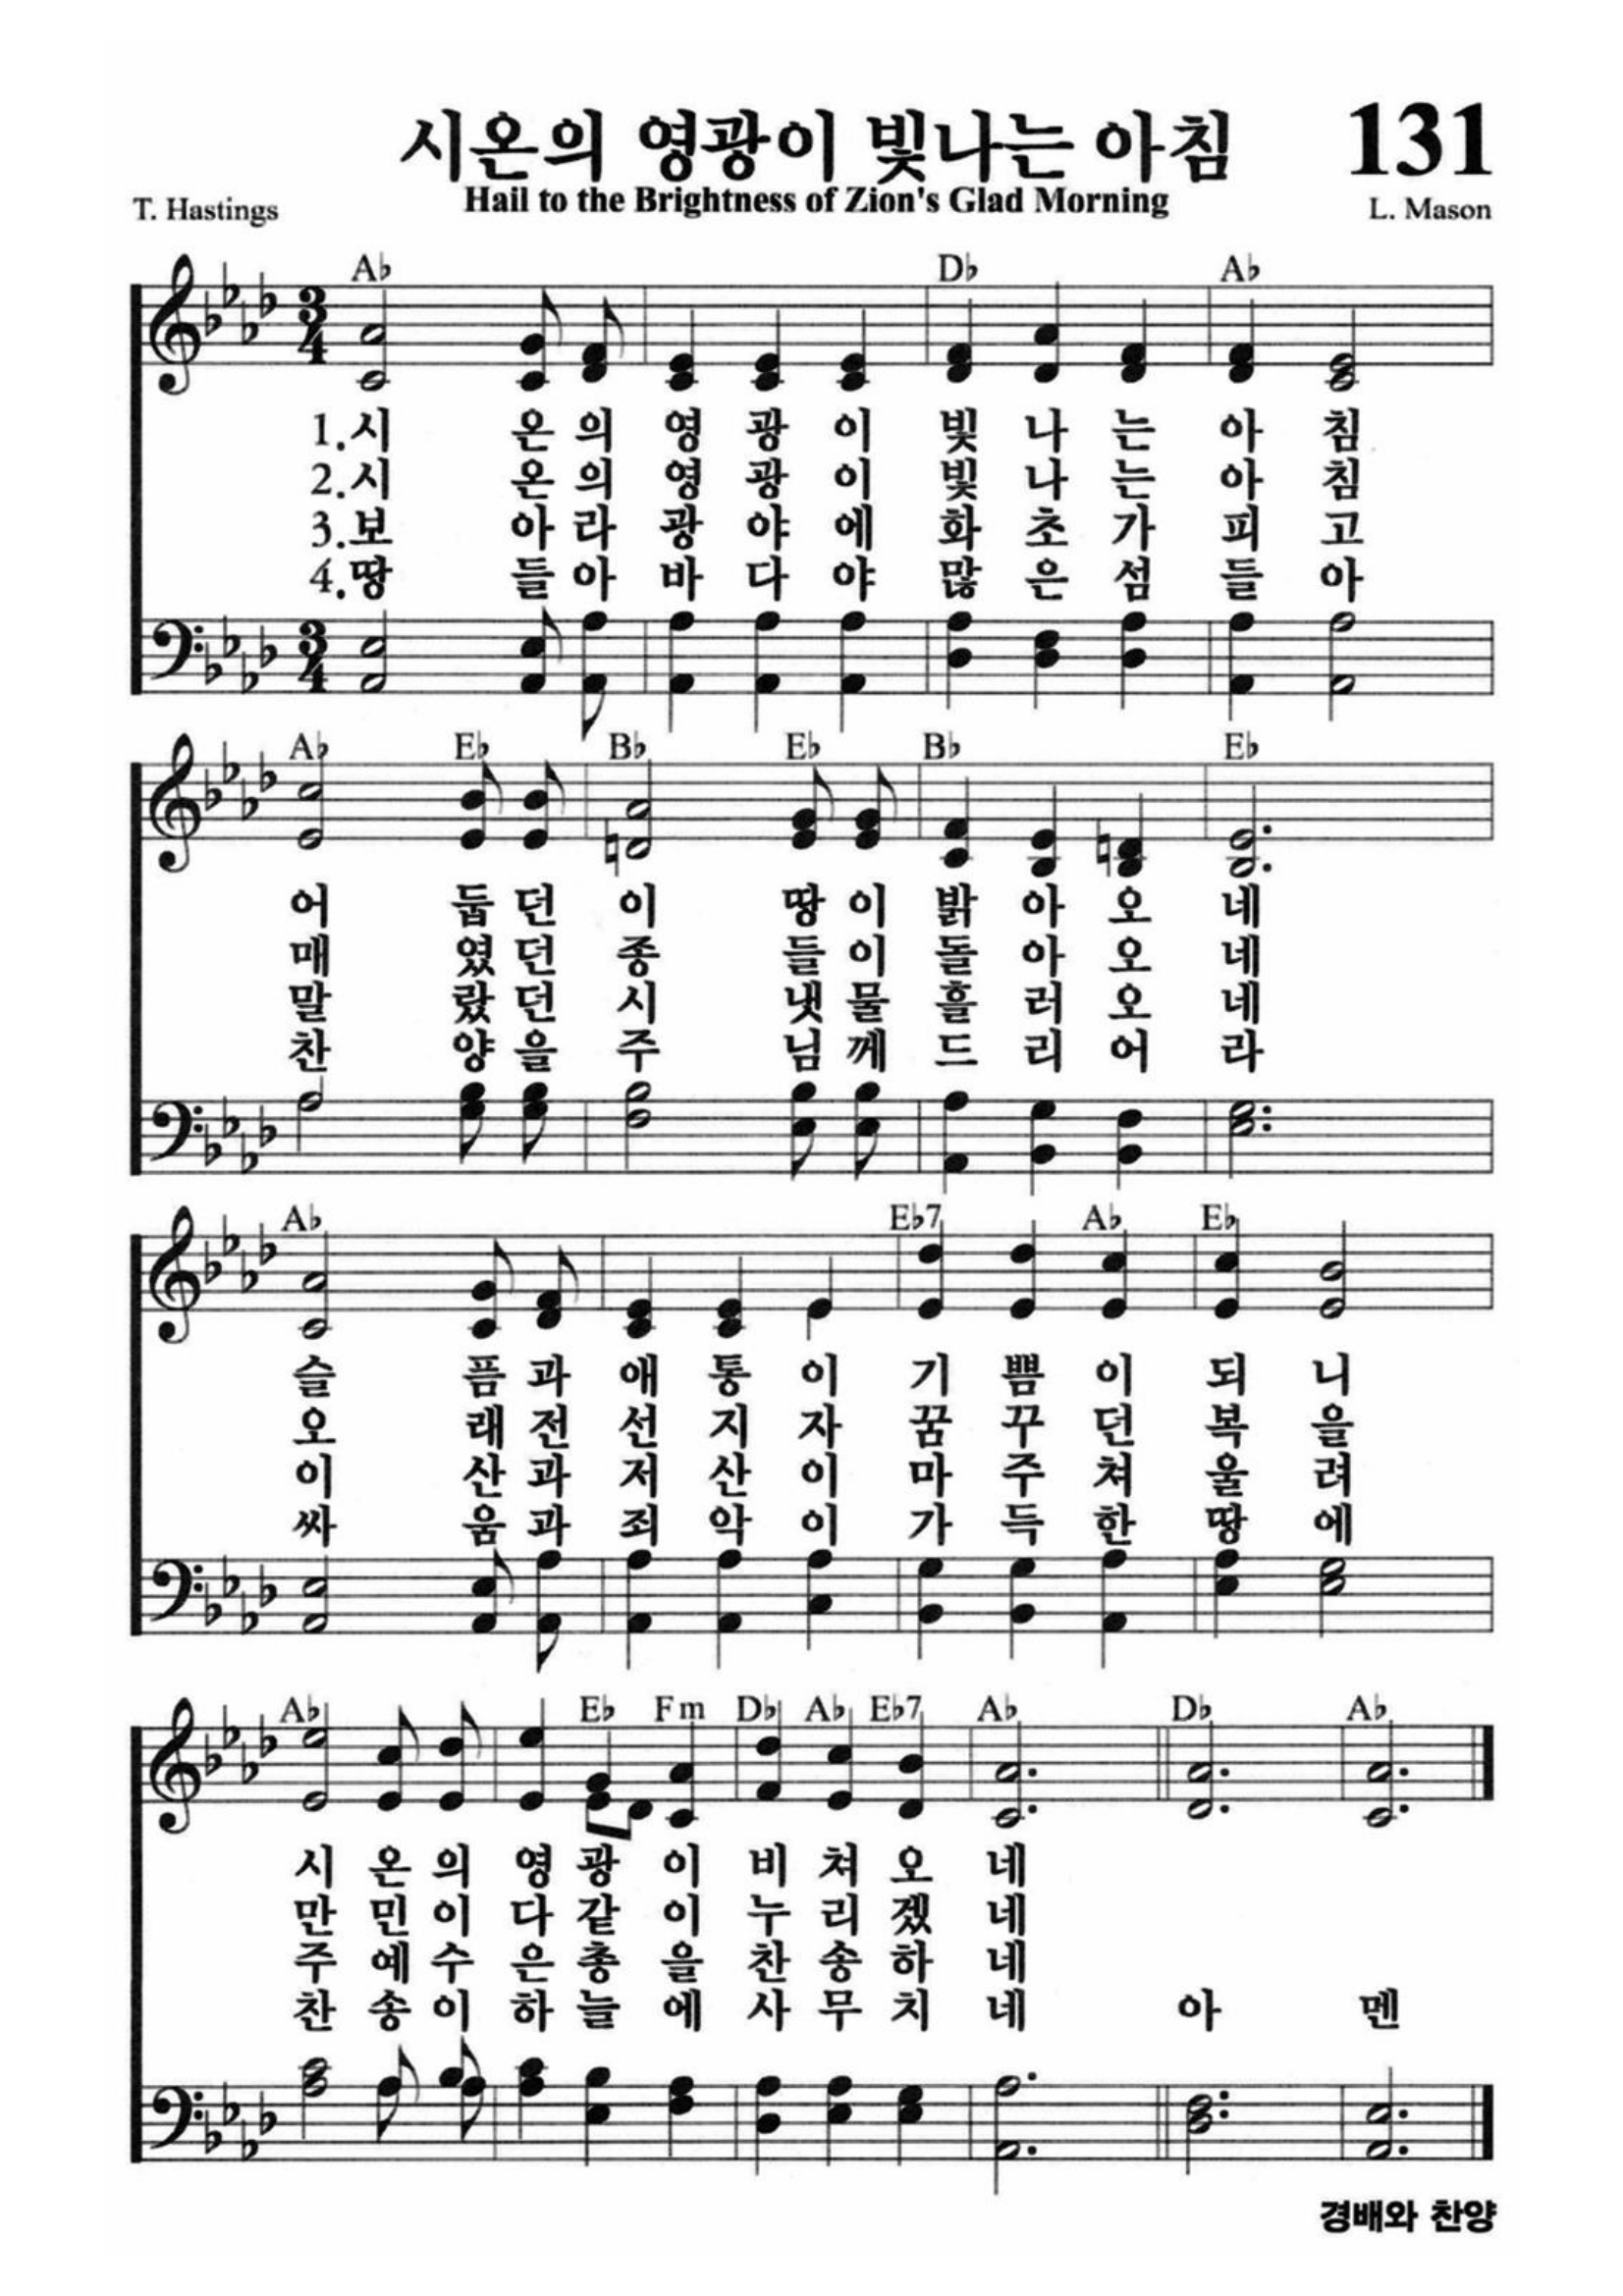 시온의 영광이 빛나는 아침
131
Hail to the Brightness of Zion's Glad Morning
T. Hastings
L. Mason
A♭ D♭ A♭
3/4
1.시 온 의 영 광 이 빛 나 는 아 침
2.시 온 의 영 광 이 빛 나 는 아 침
3.보 아 라 광 야 에 화 초 가 피 고
4.땅 들 아 바 다 야 많 은 섬 들 아
3/4
A♭ E♭ B♭ E♭ B♭ E♭
어 둡 던 이 땅 이 밝 아 오 네
매 였 던 종 들 이 돌 아 오 네
말 랐 던 시 냇 물 흘 러 오 네
찬 양 을 주 님 께 드 리 어 라
A♭ E♭7 A♭ E♭
슬 픔 과 애 통 이 기 쁨 이 되 니
오 래 전 선 지 자 꿈 꾸 던 복 을
이 산 과 저 산 이 마 주 쳐 울 려
싸 움 과 죄 악 이 가 득 한 땅 에
A♭ E♭ Fm D♭ A♭ E♭7 A♭ D♭ A♭
시 온 의 영 광 이 비 쳐 오 네
만 민 이 다 같 이 누 리 겠 네
주 예 수 은 총 을 찬 송 하 네
찬 송 이 하 늘 에 사 무 치 네 아 멘
경배와 찬양